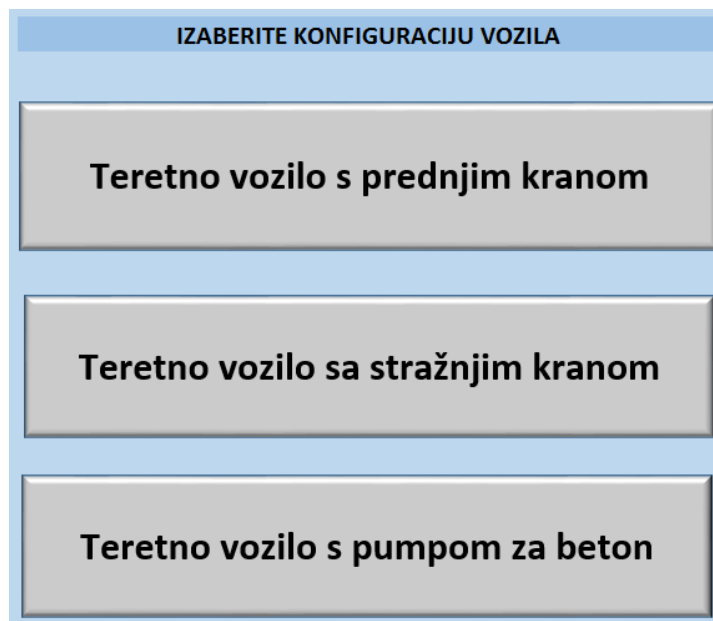 IZABERITE KONFIGURACIJU VOZILA
Teretno vozilo s prednjim kranom
Teretno vozilo sa stražnjim kranom
Teretno vozilo s pumpom za beton